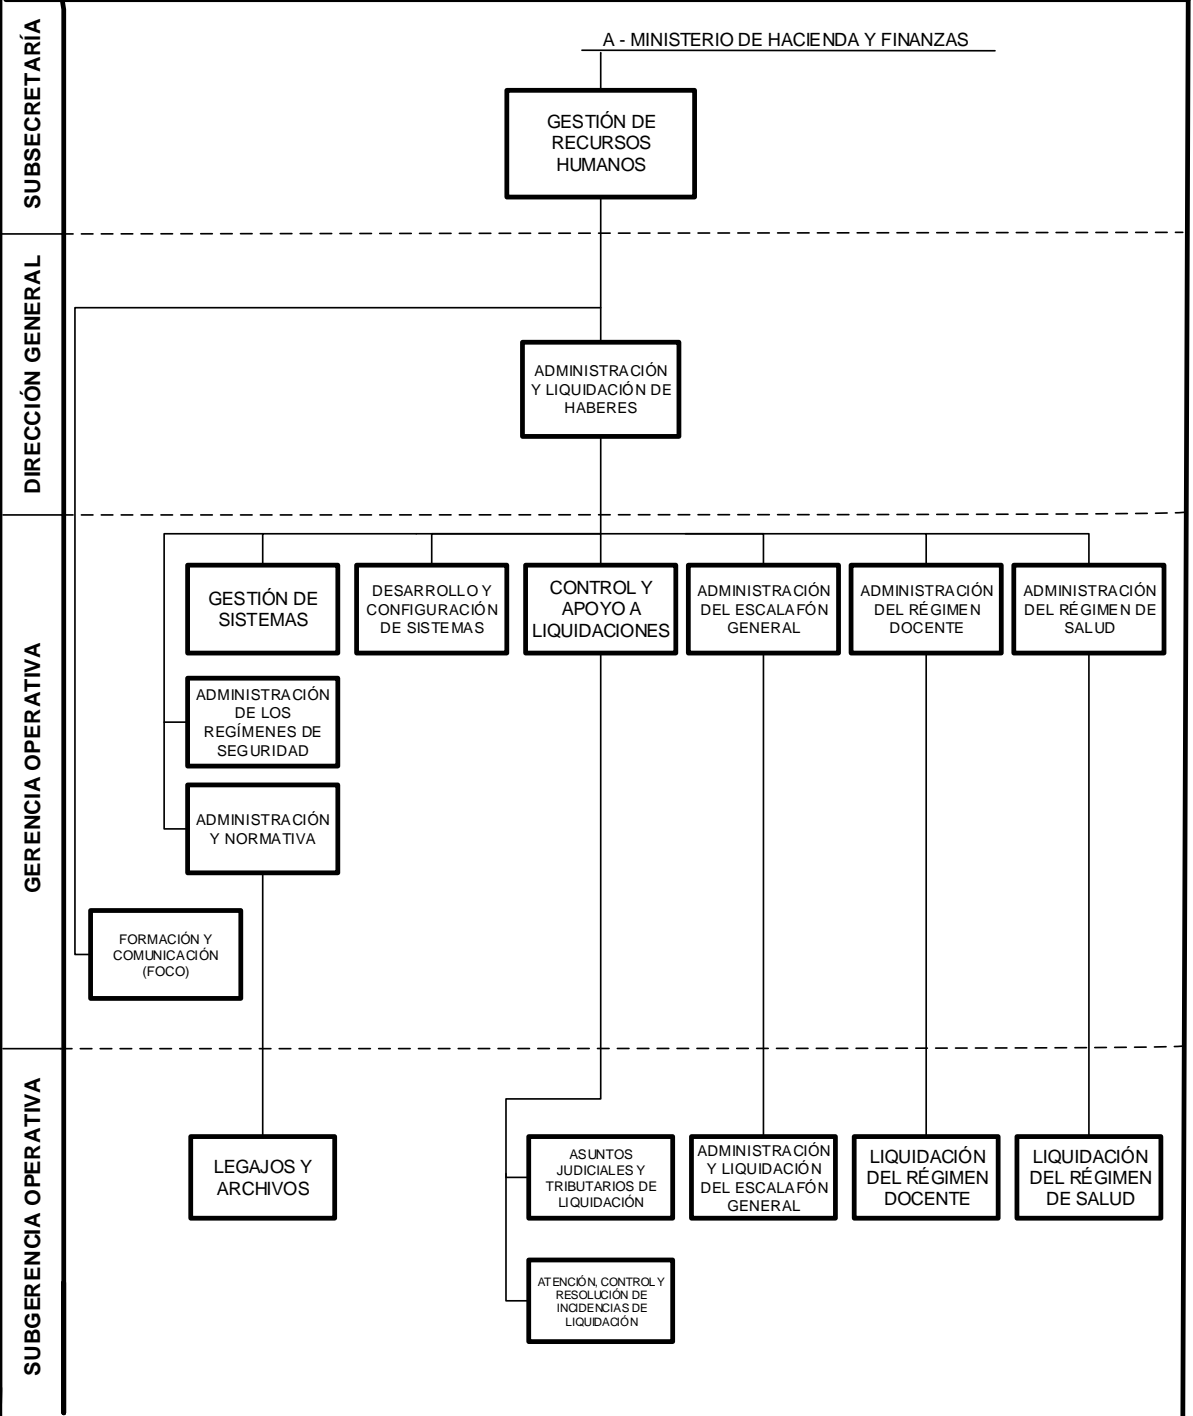 SUBSECRETARÍA
A - MINISTERIO DE HACIENDA Y FINANZAS
GESTIÓN DE
RECURSOS
HUMANOS
DIRECCIÓN GENERAL
ADMINISTRACIÓN
Y LIQUIDACIÓN DE
HABERES
GERENCIA OPERATIVA
GESTIÓN DE
SISTEMAS
DESARROLLO Y
CONFIGURACIÓN
DE SISTEMAS
CONTROL Y
APOYO A
LIQUIDACIONES
ADMINISTRACIÓN
DEL ESCALAFÓN
GENERAL
ADMINISTRACIÓN
DEL RÉGIMEN
DOCENTE
ADMINISTRACIÓN
DEL RÉGIMEN DE
SALUD
ADMINISTRACIÓN
DE LOS
REGÍMENES DE
SEGURIDAD
ADMINISTRACIÓN
Y NORMATIVA
FORMACIÓN Y
COMUNICACIÓN
(FOCO)
SUBGERENCIA OPERATIVA
LEGAJOS Y
ARCHIVOS
ASUNTOS
JUDICIALES Y
TRIBUTARIOS DE
LIQUIDACIÓN
ADMINISTRACIÓN
Y LIQUIDACIÓN
DEL ESCALAFÓN
GENERAL
LIQUIDACIÓN
DEL RÉGIMEN
DOCENTE
LIQUIDACIÓN
DEL RÉGIMEN
DE SALUD
ATENCIÓN, CONTROL Y
RESOLUCIÓN DE
INCIDENCIAS DE
LIQUIDACIÓN